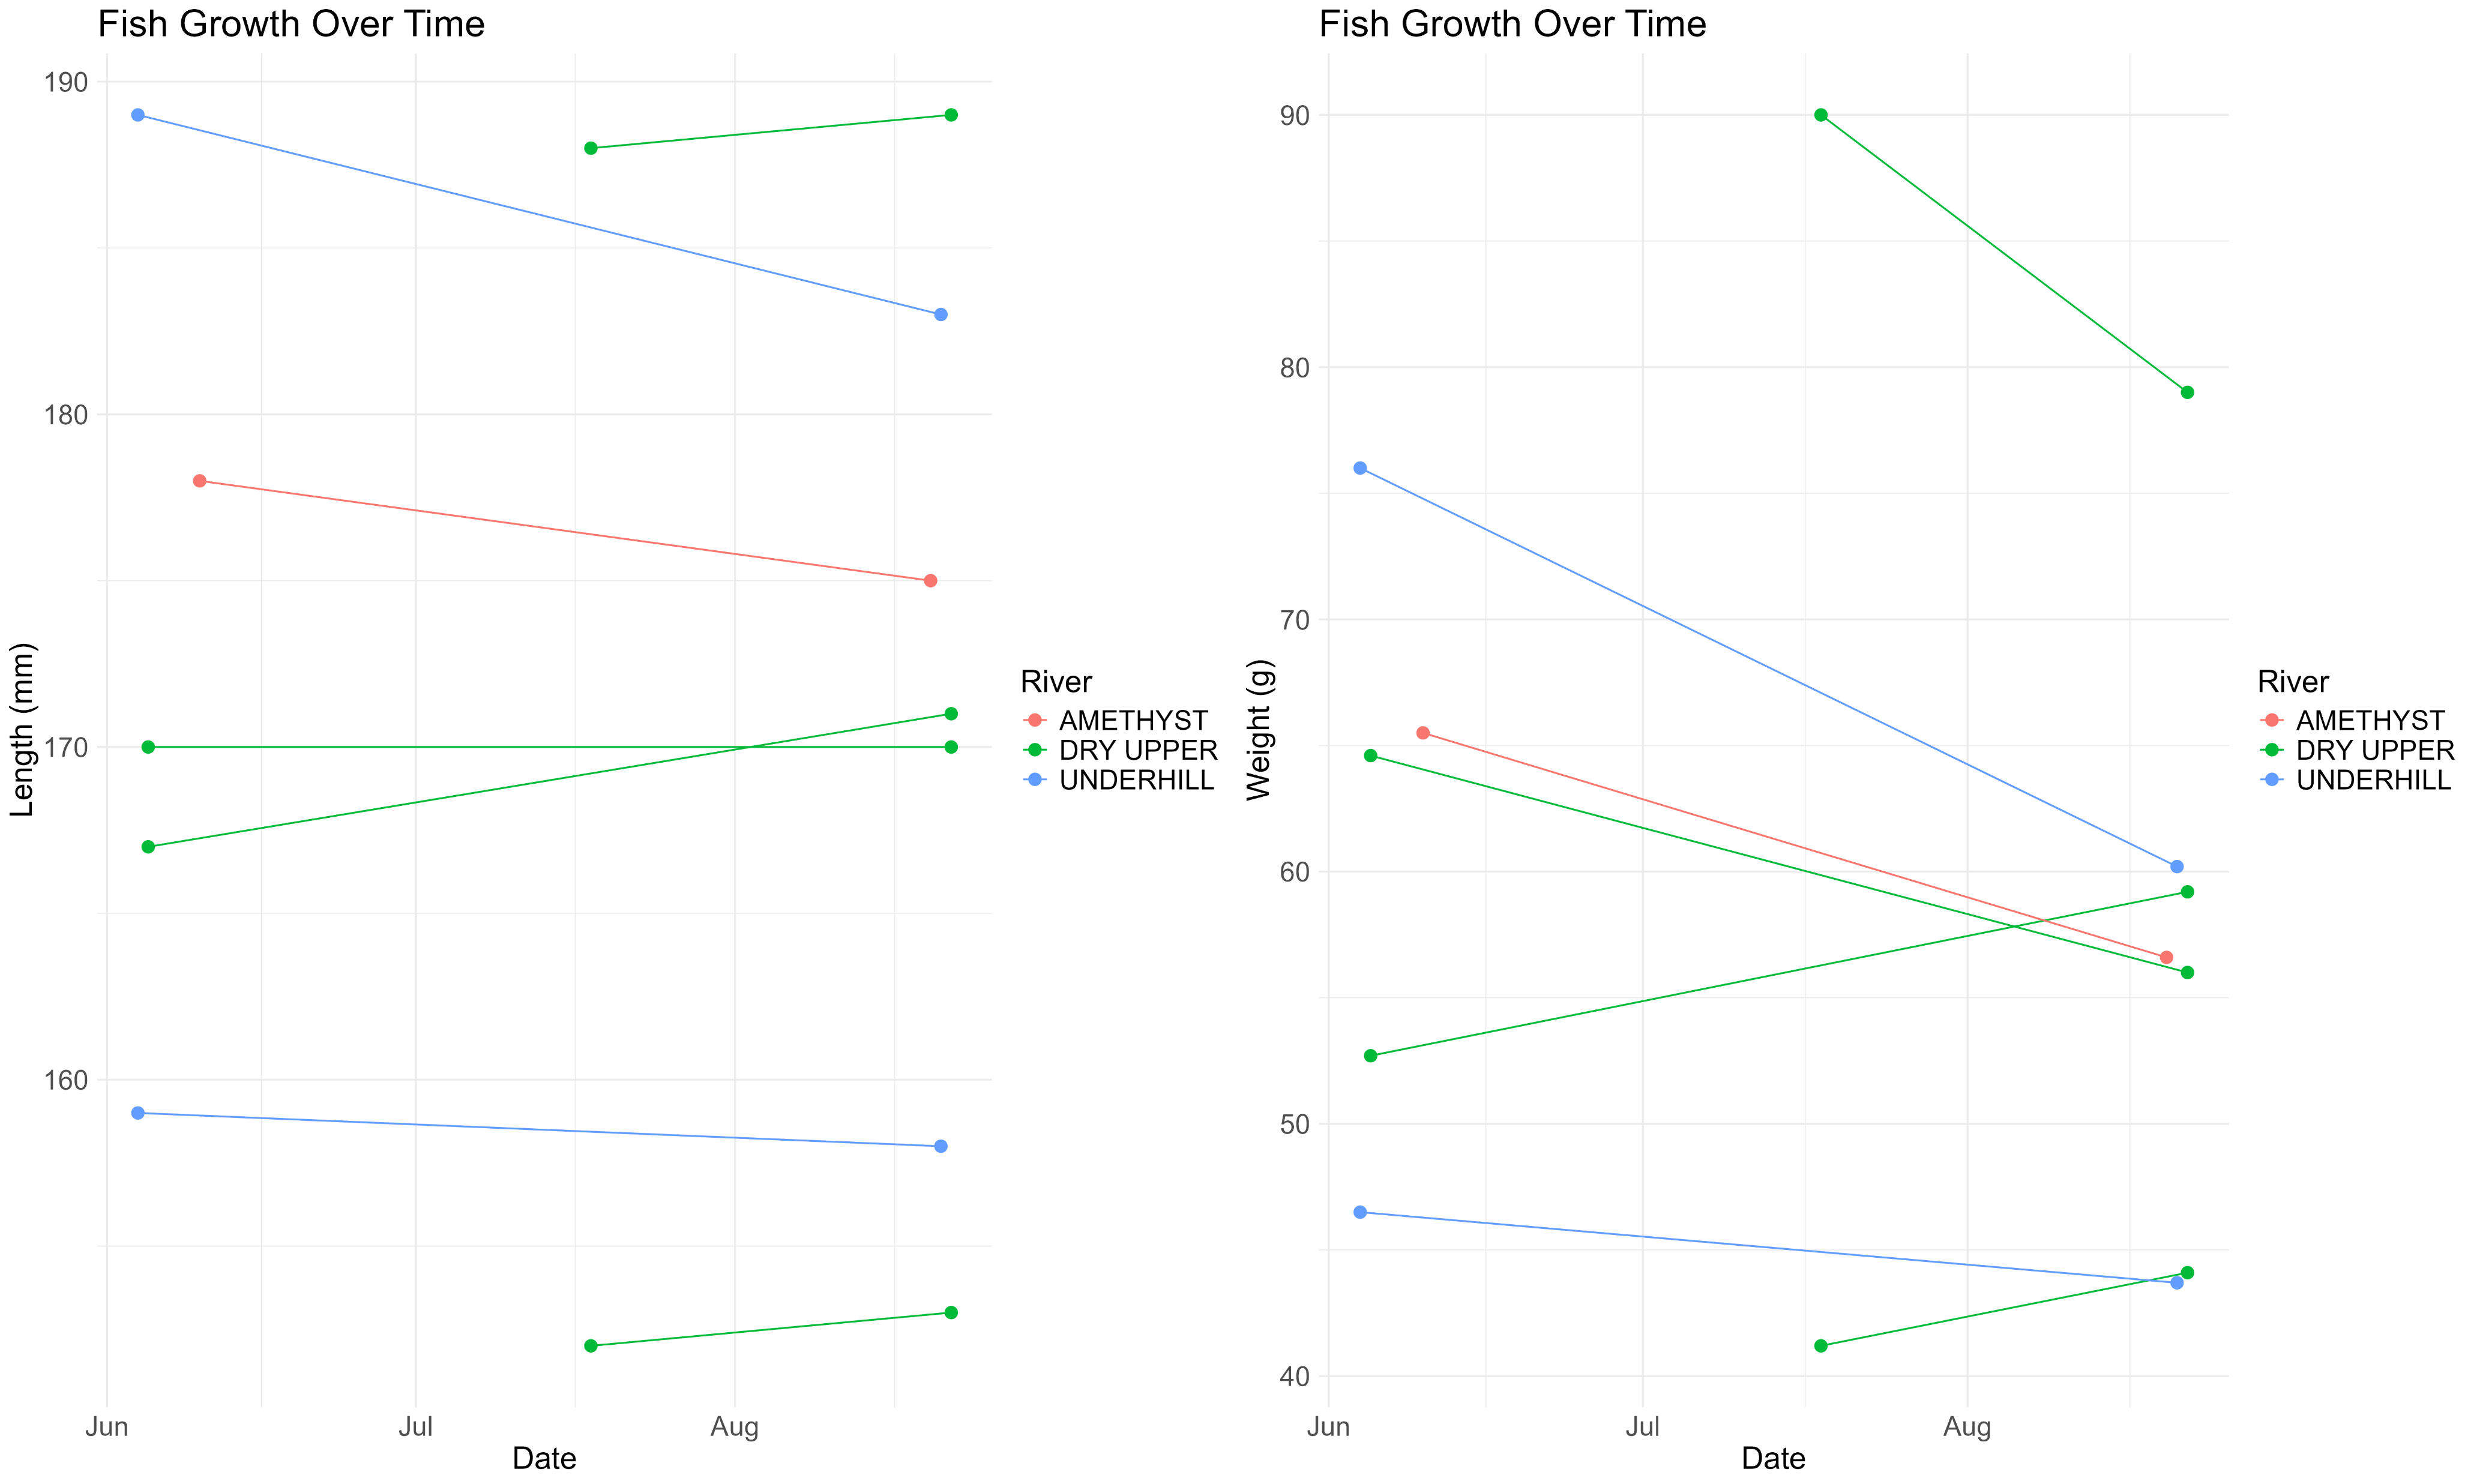 Fish Growth Over Time
190
180
170
160
Length (mm)
Jun
Jul
Aug
Date
River
AMETHYST
DRY UPPER
UNDERHILL
Fish Growth Over Time
90
80
70
60
50
40
Weight (g)
Jun
Jul
Aug
Date
River
AMETHYST
DRY UPPER
UNDERHILL